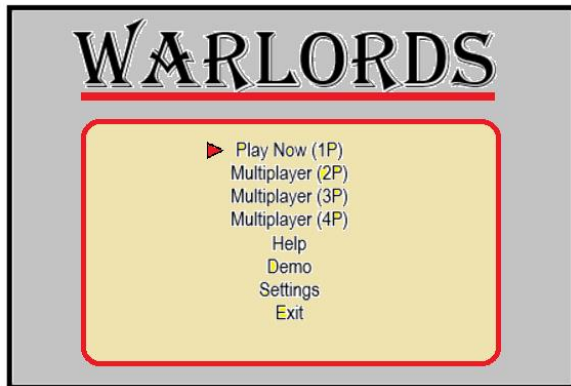 WARLORDS
Play Now (1P)
Multiplayer (2P)
Multiplayer (3P)
Multiplayer (4P)
Help
Demo
Settings
Exit